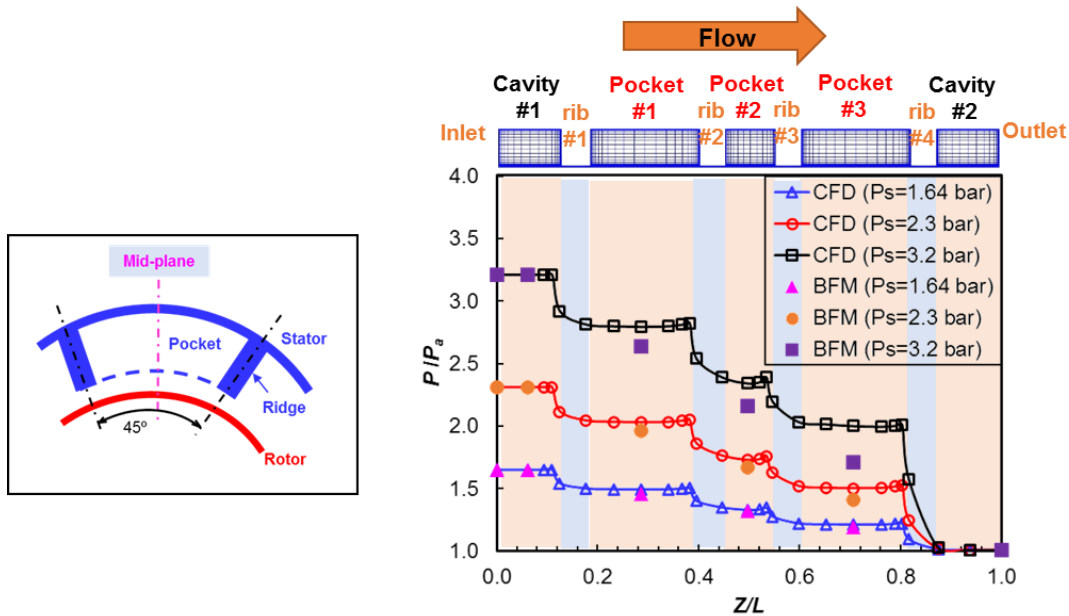 Mid-plane
Pocket
Stator
Ridge
45º
Rotor
Flow
Cavity
#1
rib
#1
Pocket
#1
rib
#2
Pocket
#2
rib
#3
Pocket
#3
rib
#4
Cavity
#2
Inlet
Outlet
4.0
3.5
3.0
2.5
2.0
1.5
1.0
P/Pa
CFD (Ps=1.64 bar)
CFD (Ps=2.3 bar)
CFD (Ps=3.2 bar)
BFM (Ps=1.64 bar)
BFM (Ps=2.3 bar)
BFM (Ps=3.2 bar)
0.0 0.2 0.4 0.6 0.8 1.0
Z/L